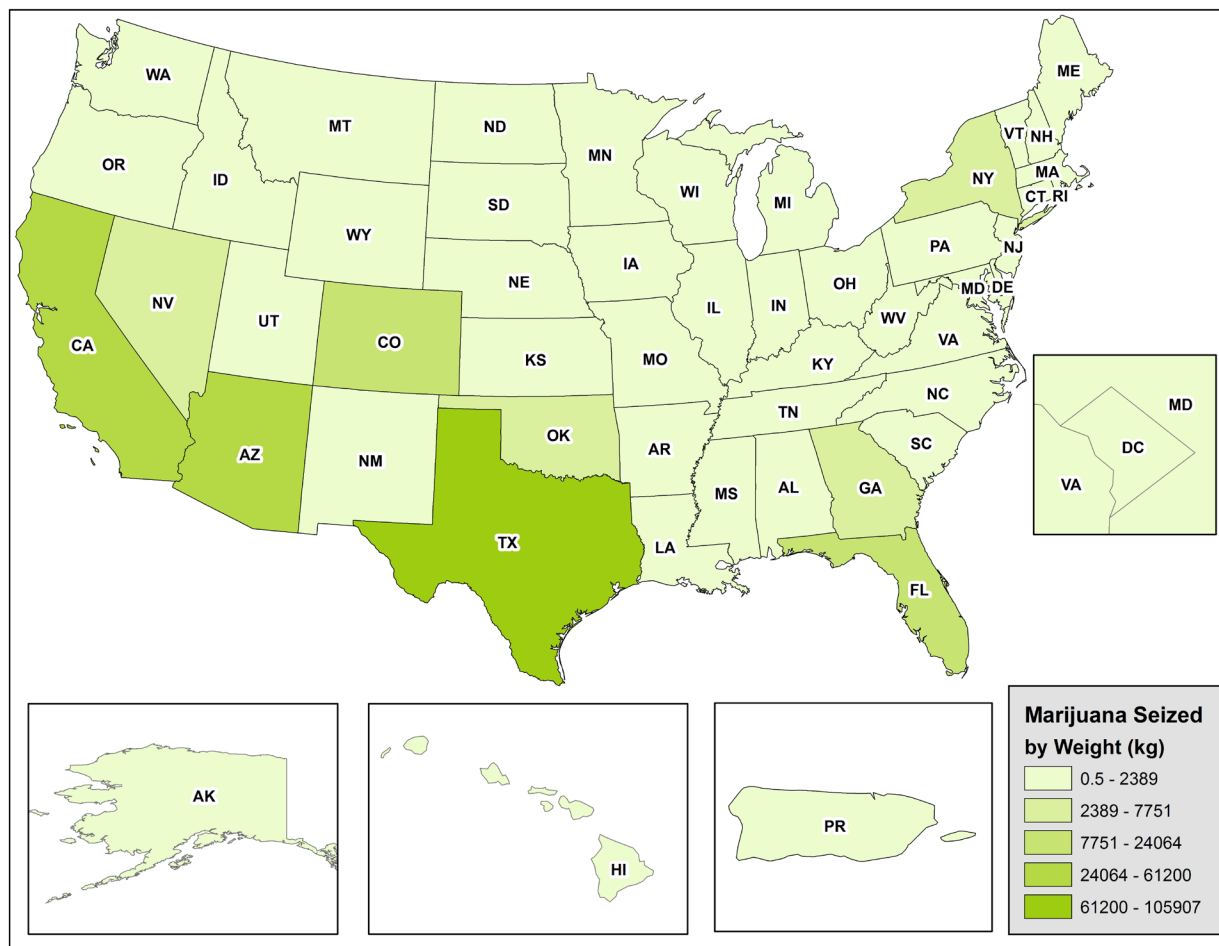 WA
MT
ND
MN
ME
VT
NH
OR
ID
SD
WI
MI
NY
MA
CT
RI
WY
IA
PA
NJ
NE
OH
MD
DE
NV
UT
CO
IL
IN
WV
VA
CA
KS
MO
KY
NC
TN
AZ
NM
OK
AR
SC
MS
AL
GA
TX
LA
FL
MD
DC
VA
AK
HI
PR
Marijuana Seized
by Weight (kg)
0.5 - 2389
2389 - 7751
7751 - 24064
24064 - 61200
61200 - 105907